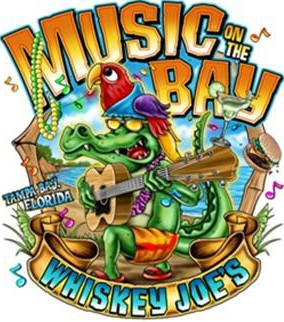 MUSIC ON THE
BAY
TAMPA BAY,
FLORIDA
WHISKEY JOE'S